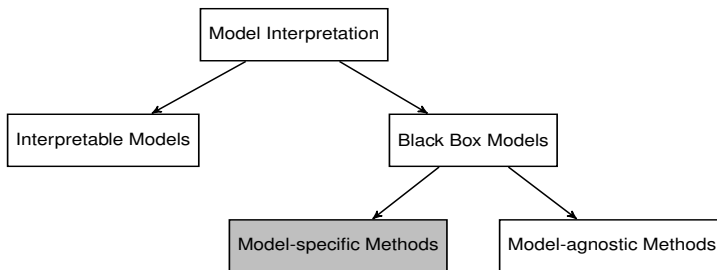 Model Interpretation
Interpretable Models
Black Box Models
Model-specific Methods
Model-agnostic Methods